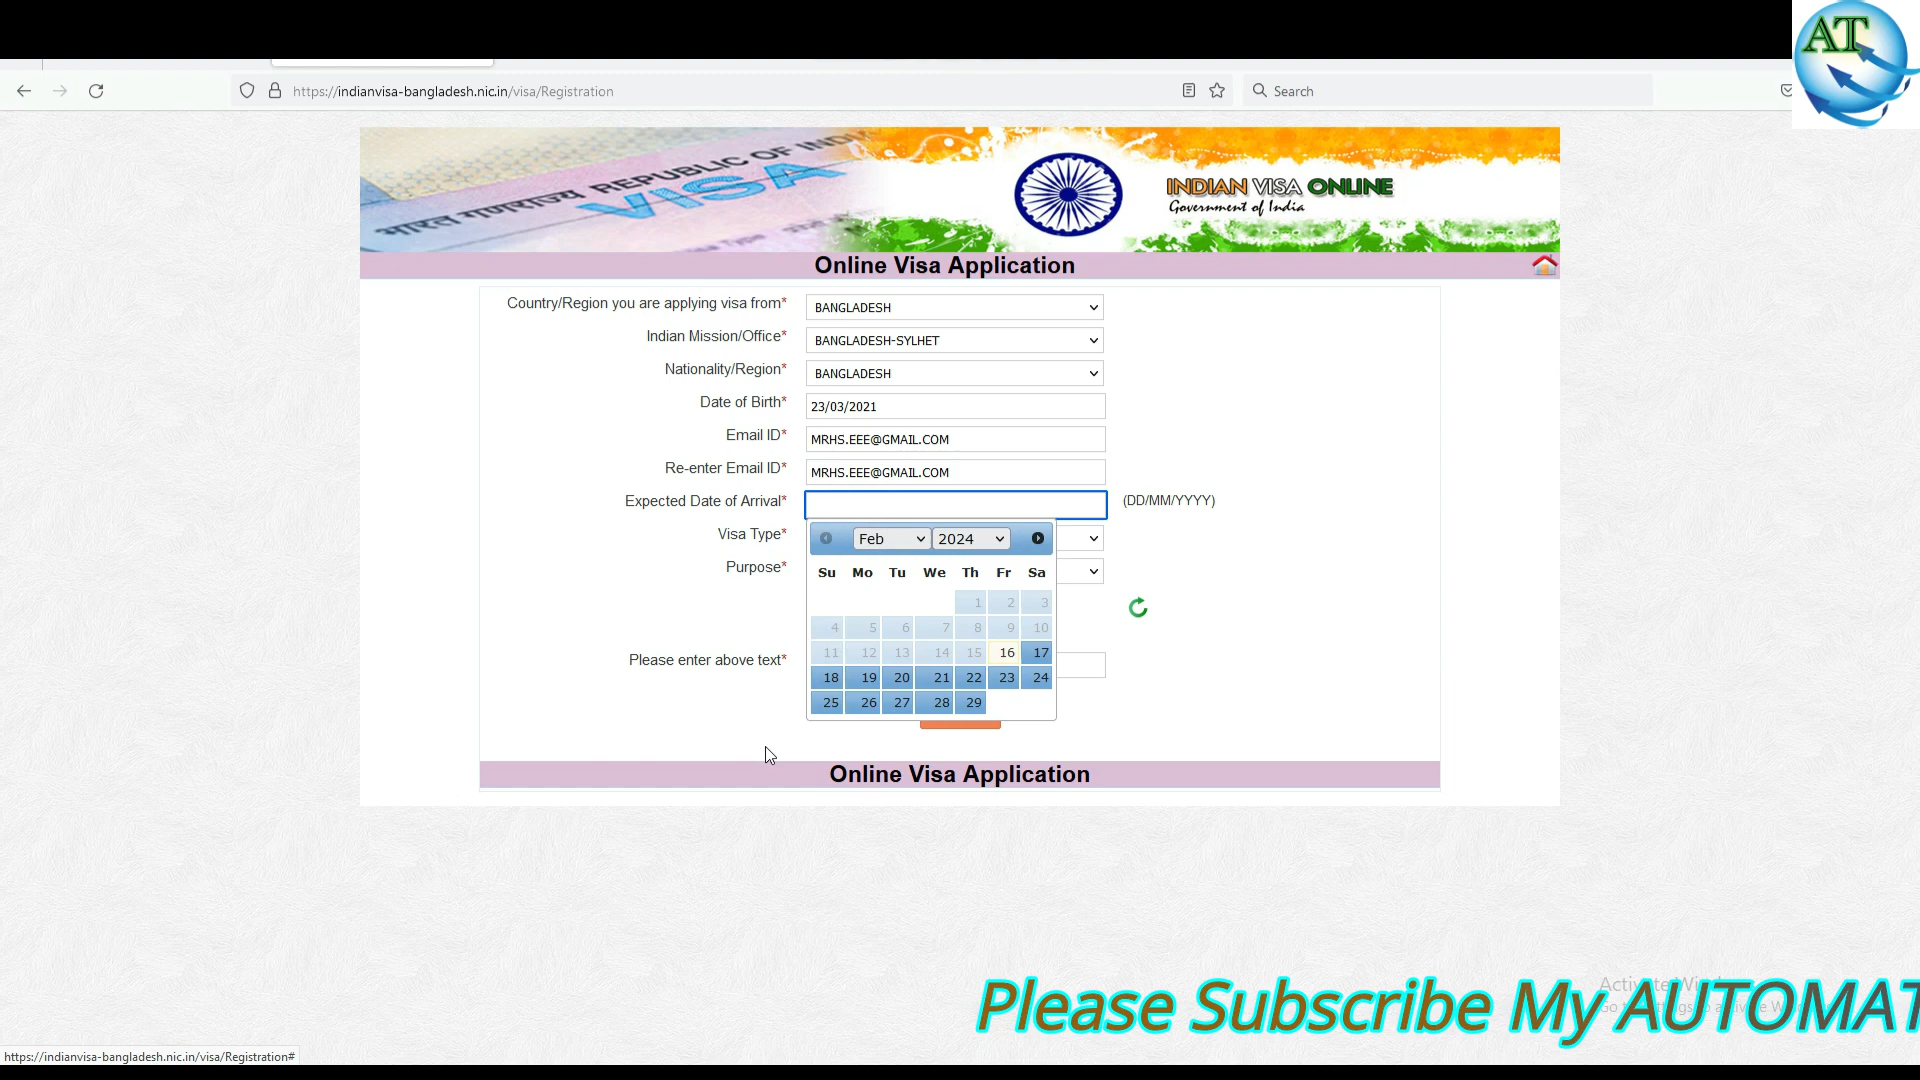 AT
https://indianvisa-bangladesh.nic.in/visa/Registration
Search
REPUBLIC OF INDIA
भारत गणराज्य
VISA
INDIAN VISA ONLINE
Government of India
Online Visa Application
Country/Region you are applying visa from* BANGLADESH
Indian Mission/Office* BANGLADESH-SYLHET
Nationality/Region* BANGLADESH
Date of Birth* 23/03/2021
Email ID* MRHS.EEE@GMAIL.COM
Re-enter Email ID* MRHS.EEE@GMAIL.COM
Expected Date of Arrival* (DD/MM/YYYY)
Visa Type* Feb 2024
Purpose* Su Mo Tu We Th Fr Sa
1 2 3
4 5 6 7 8 9 10
11 12 13 14 15 16 17
Please enter above text*
18 19 20 21 22 23 24
25 26 27 28 29
Online Visa Application
Please Subscribe My AUTOMAT
https://indianvisa-bangladesh.nic.in/visa/Registration#